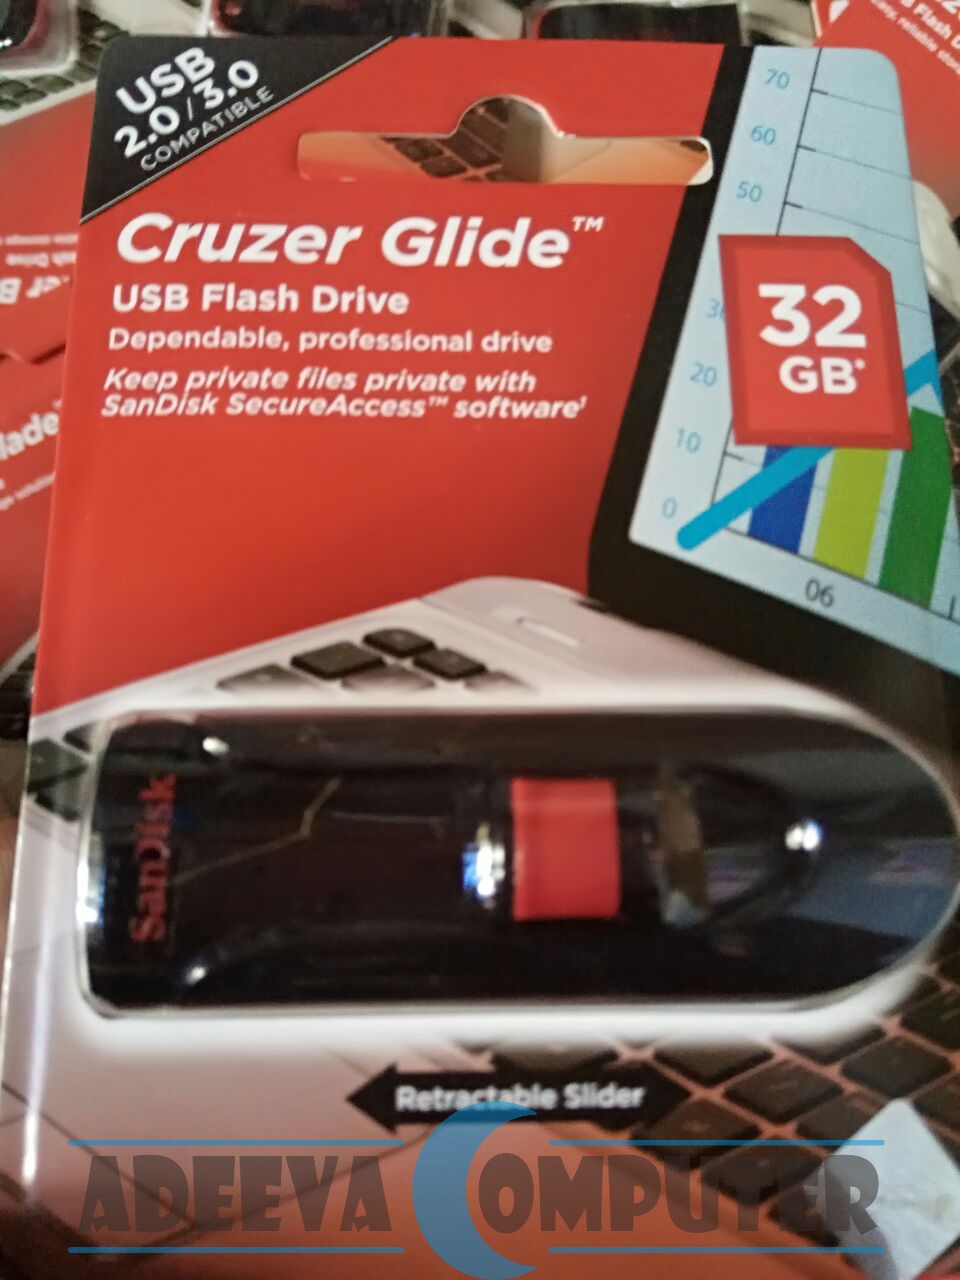 USB
2.0/3.0
COMPATIBLE
Cruzer Glide™
USB Flash Drive
Dependable, professional drive
Keep private files private with
SanDisk SecureAccess™ software¹
70
60
50
20
10
0
06
32
GB*
SanDisk
Retractable Slider
ADEEVA COMPUTER